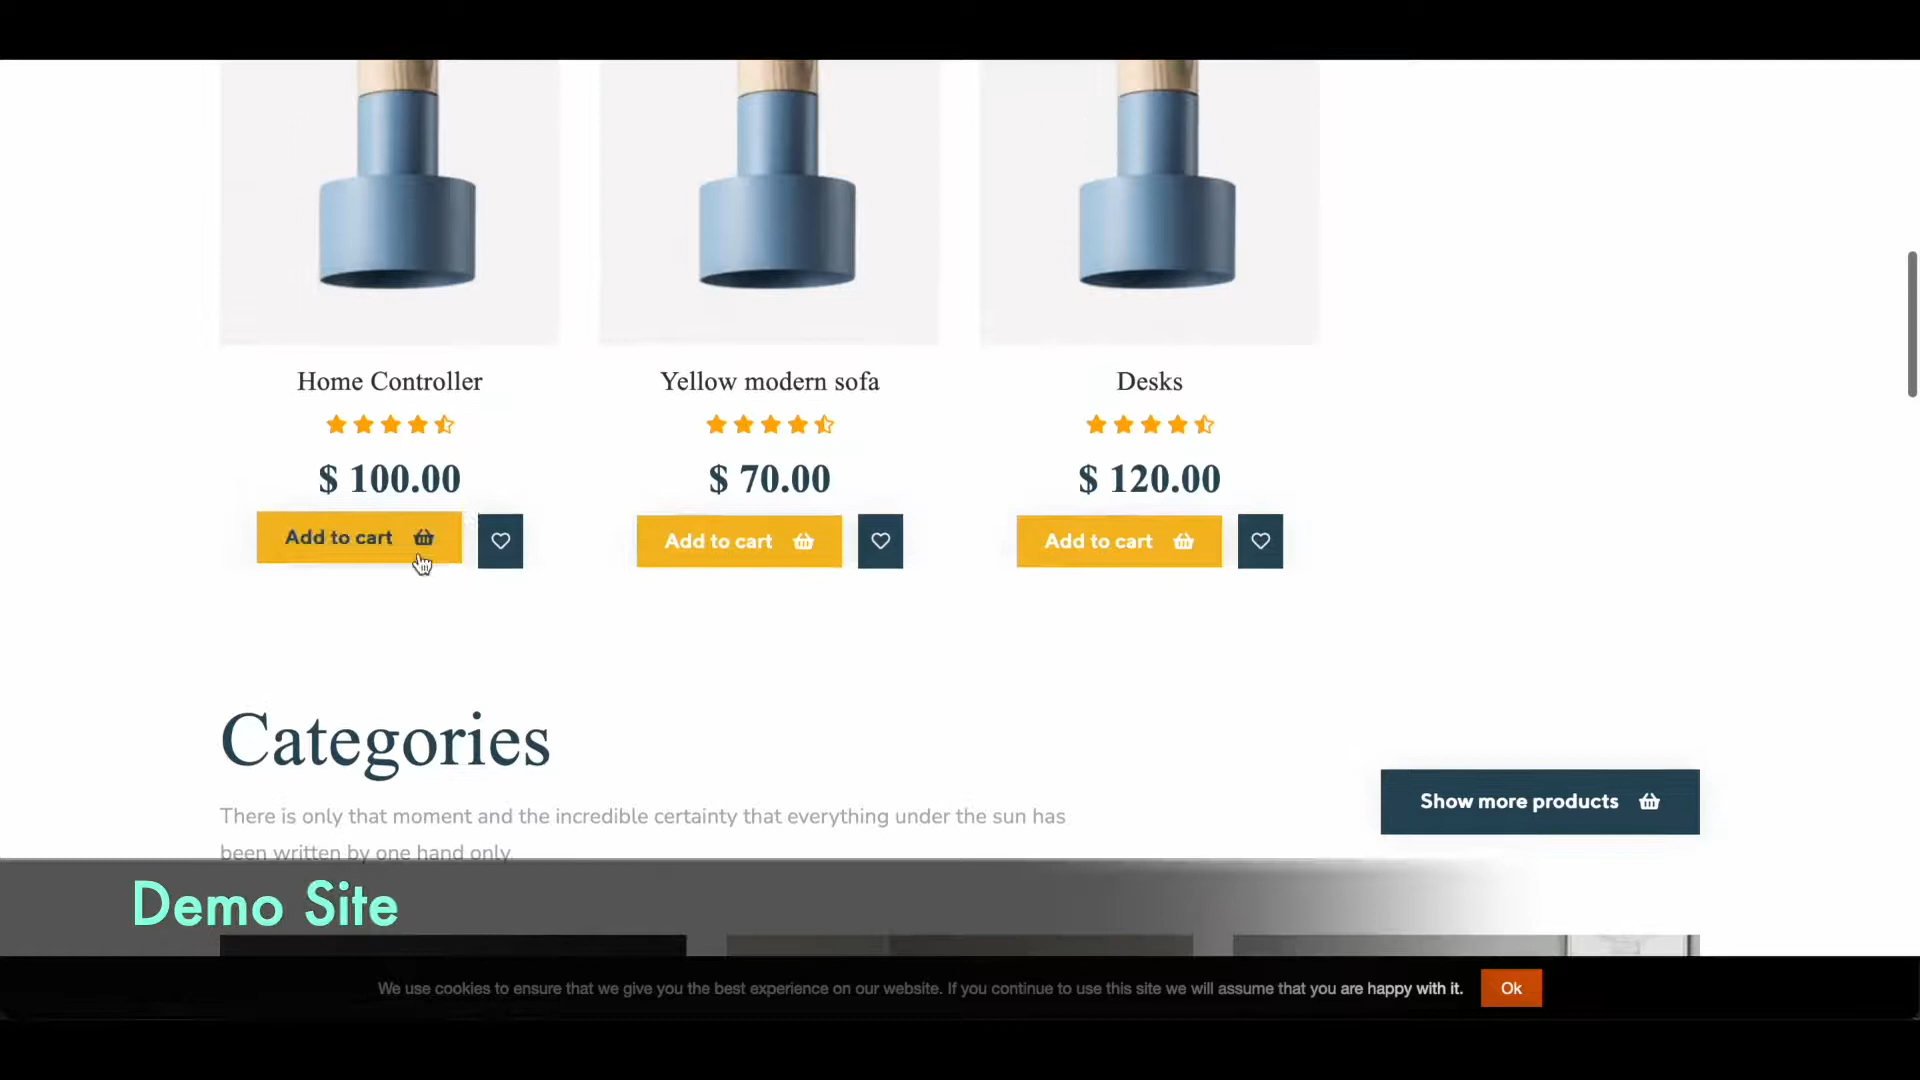 Home Controller
Yellow modern sofa
Desks
$ 100.00
$ 70.00
$ 120.00
Add to cart
Add to cart
Add to cart
Categories
There is only that moment and the incredible certainty that everything under the sun has
been written by one hand only.
Show more products
Demo Site
We use cookies to ensure that we give you the best experience on our website. If you continue to use this site we will assume that you are happy with it.
Ok